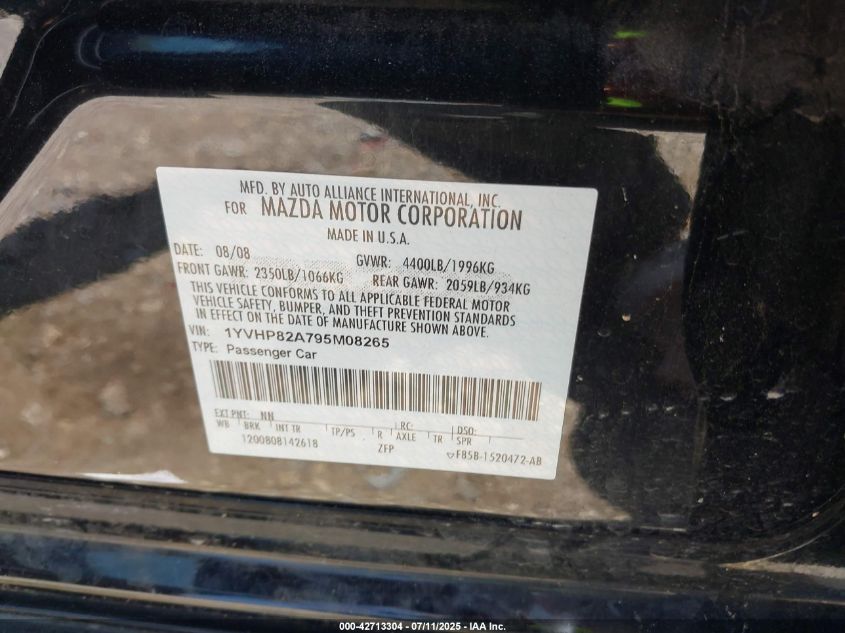 MFD. BY AUTO ALLIANCE INTERNATIONAL, INC.
FOR MAZDA MOTOR CORPORATION
MADE IN U.S.A.
DATE: 08/08 GVWR: 4400LB/1996KG
FRONT GAWR: 2350LB/1066KG REAR GAWR: 2059LB/934KG
THIS VEHICLE CONFORMS TO ALL APPLICABLE FEDERAL MOTOR
VEHICLE SAFETY, BUMPER, AND THEFT PREVENTION STANDARDS
IN EFFECT ON THE DATE OF MANUFACTURE SHOWN ABOVE.
VIN: 1YVHP82A795M08265
TYPE: Passenger Car
EXT PNT: NN RC: DSO:
WB BRK INT TR TP/PS R AXLE TR SPR
1200808142618 ZFP ▽F85B-1520472-AB
000-42713304 - 07/11/2025 - IAA Inc.